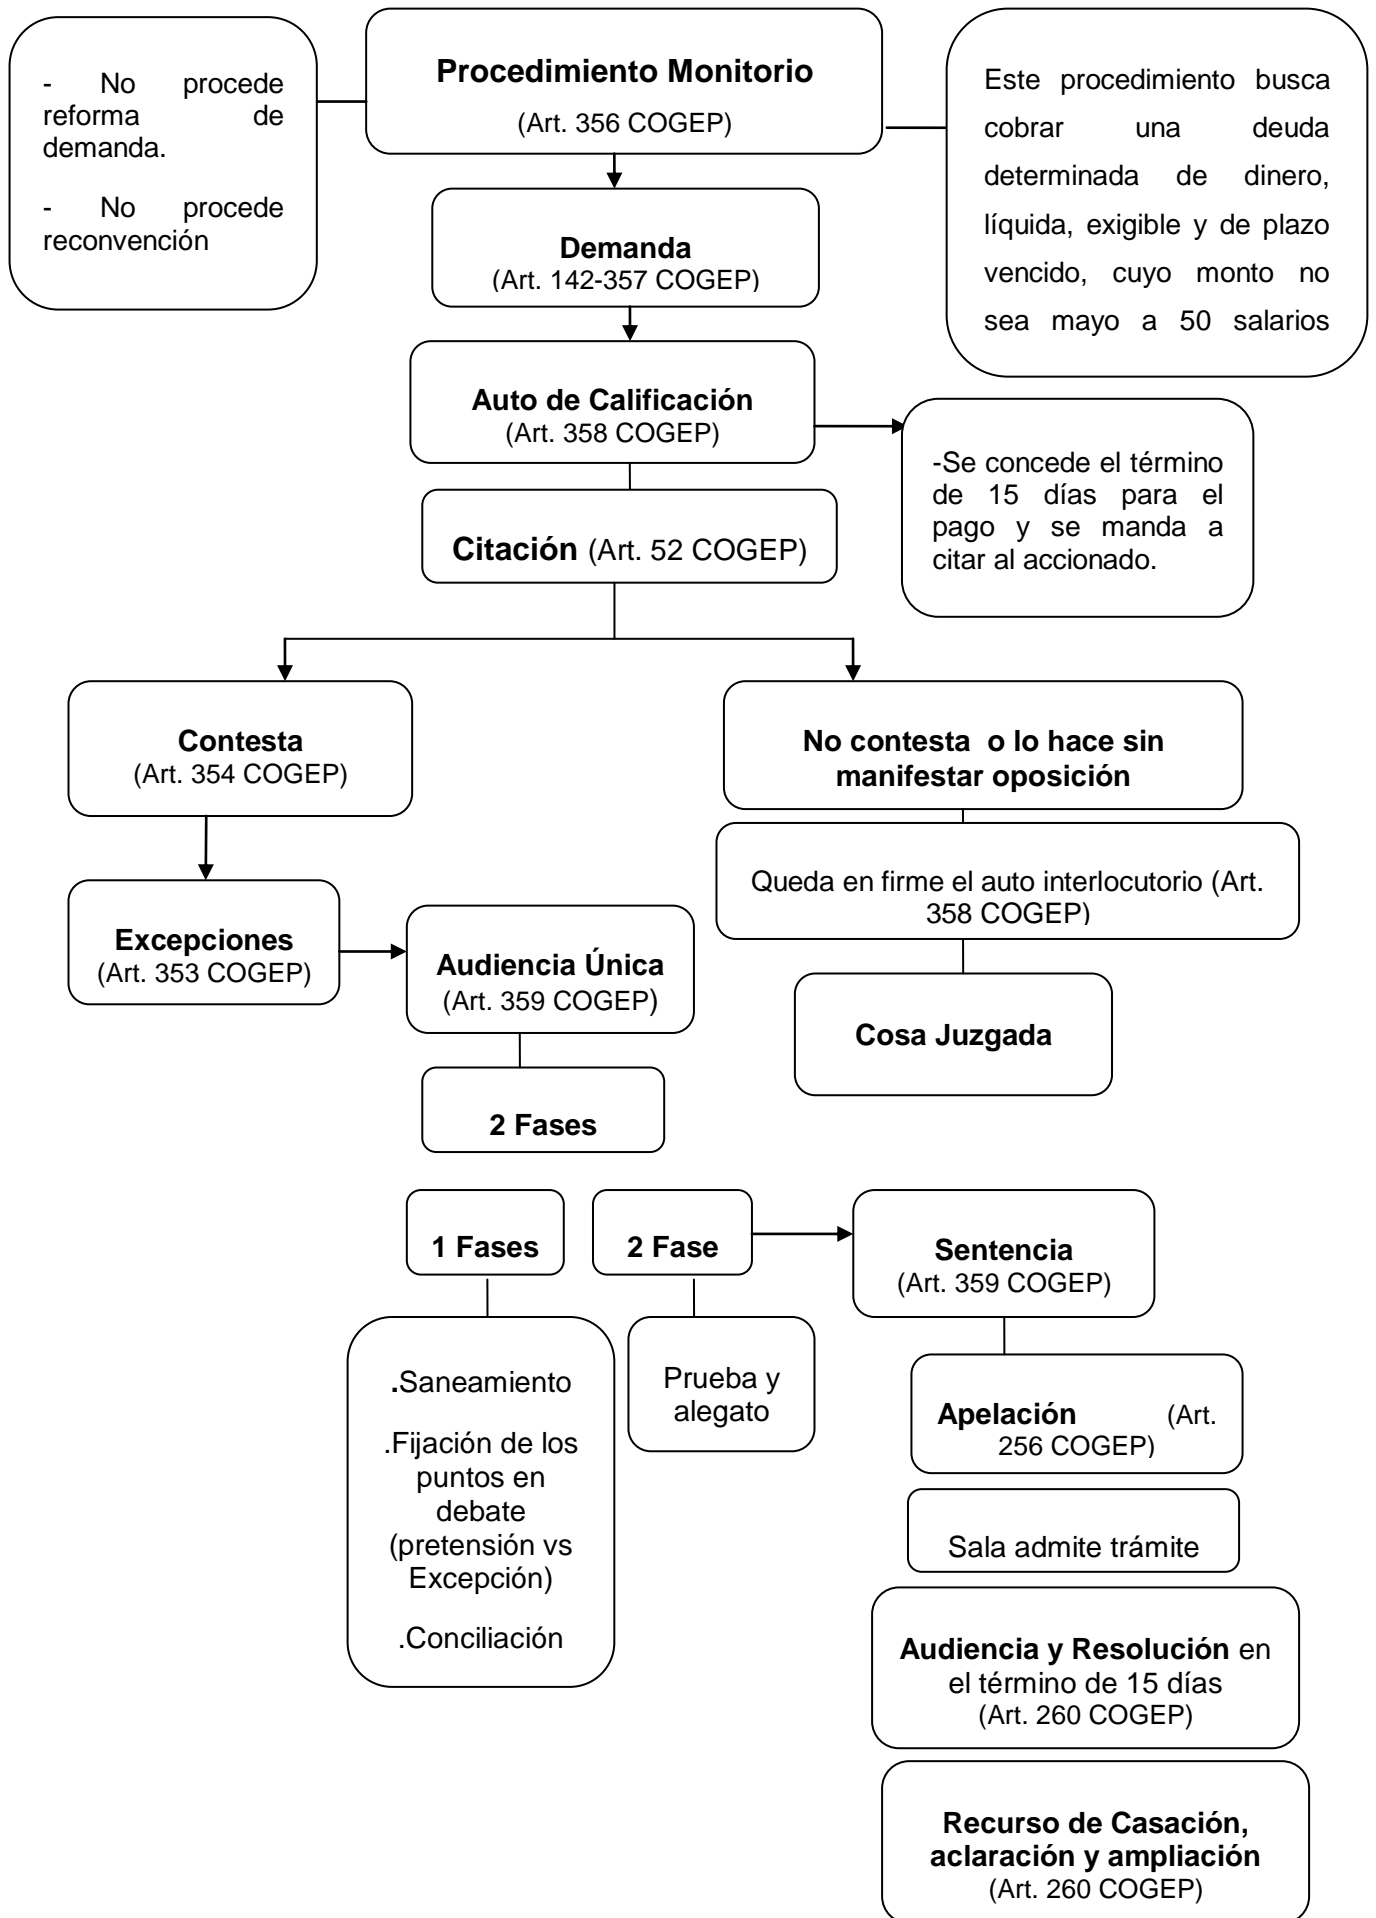 - No procede
reforma de
demanda.
- No procede
reconvención
Procedimiento Monitorio
(Art. 356 COGEP)
Este procedimiento busca
cobrar una deuda
determinada de dinero,
líquida, exigible y de plazo
vencido, cuyo monto no
sea mayo a 50 salarios
Demanda
(Art. 142-357 COGEP)
Auto de Calificación
(Art. 358 COGEP)
-Se concede el término
de 15 días para el
pago y se manda a
citar al accionado.
Citación (Art. 52 COGEP)
Contesta
(Art. 354 COGEP)
No contesta o lo hace sin
manifestar oposición
Queda en firme el auto interlocutorio (Art.
358 COGEP)
Excepciones
(Art. 353 COGEP)
Audiencia Única
(Art. 359 COGEP)
Cosa Juzgada
2 Fases
1 Fases
2 Fase
Sentencia
(Art. 359 COGEP)
.Saneamiento
.Fijación de los
puntos en
debate
(pretensión vs
Excepción)
.Conciliación
Prueba y
alegato
Apelación (Art.
256 COGEP)
Sala admite trámite
Audiencia y Resolución en
el término de 15 días
(Art. 260 COGEP)
Recurso de Casación,
aclaración y ampliación
(Art. 260 COGEP)